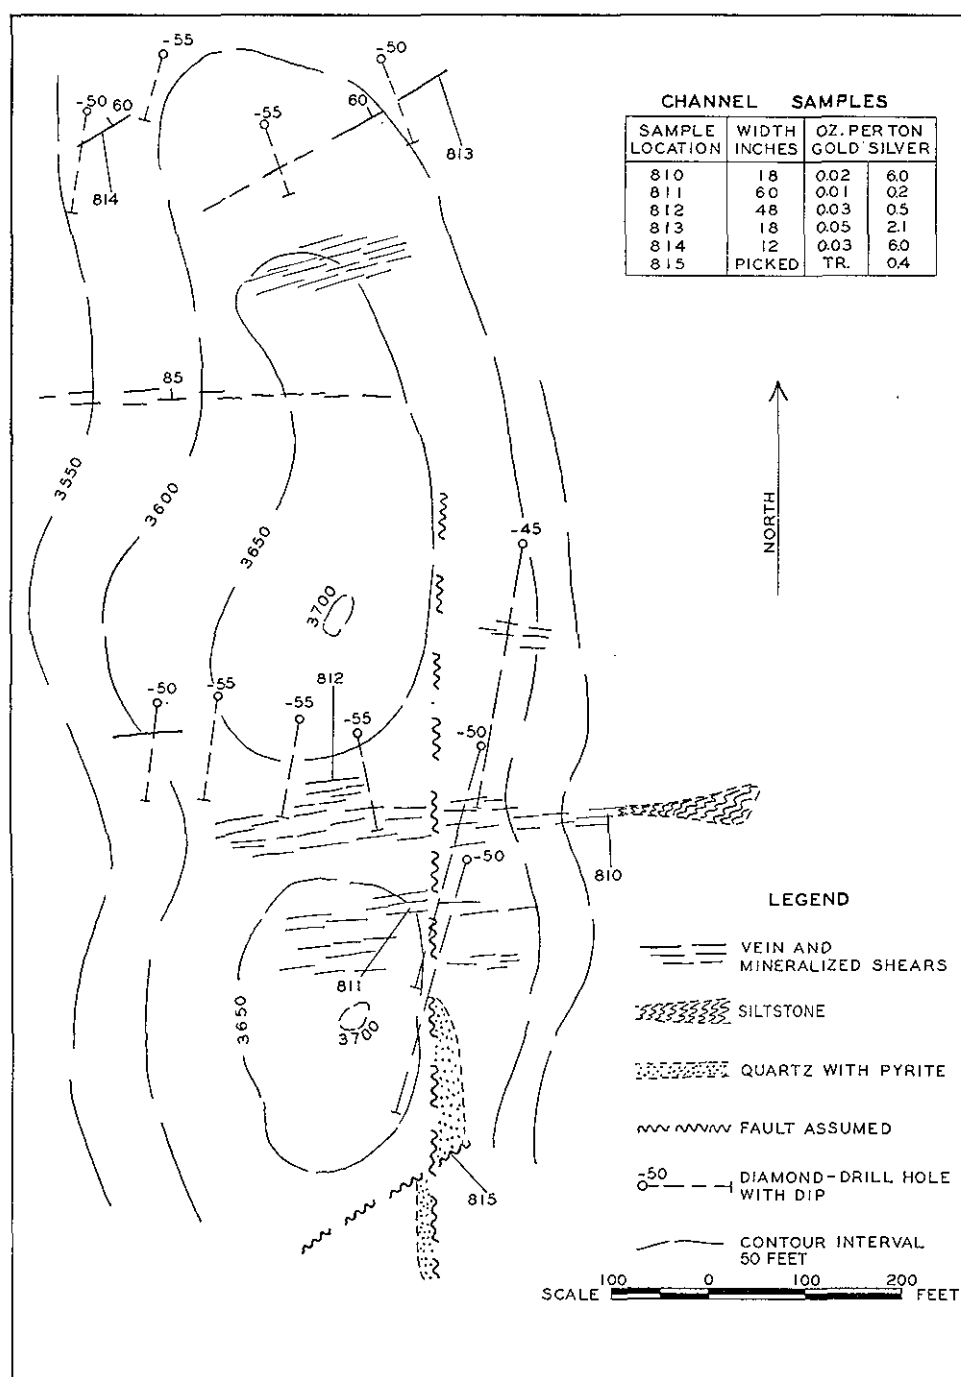 -55
-50
-50
60
-55
60
813
814
CHANNEL SAMPLES
SAMPLE LOCATION WIDTH INCHES OZ. PER TON GOLD SILVER
810 18 0.02 6.0
811 60 0.01 0.2
812 48 0.03 0.5
813 18 0.05 2.1
814 12 0.03 6.0
815 PICKED TR. 0.4
85
3550
3600
3650
3700
NORTH
-45
-50
-55
-55
812
-55
-50
-50
810
811
3650
3700
815
LEGEND
VEIN AND
MINERALIZED SHEARS
SILTSTONE
QUARTZ WITH PYRITE
FAULT ASSUMED
-50
DIAMOND-DRILL HOLE
WITH DIP
CONTOUR INTERVAL
50 FEET
100 0 100 200
SCALE FEET